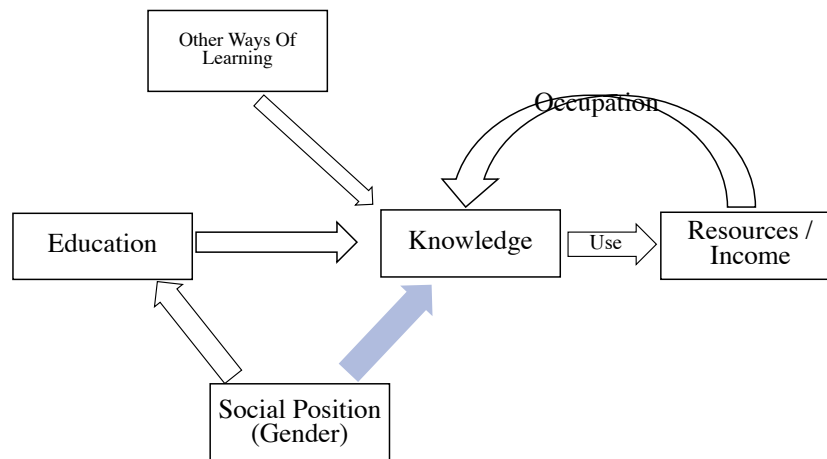 Other Ways Of
Learning
Occupation
Education
Knowledge
Use
Resources /
Income
Social Position
(Gender)